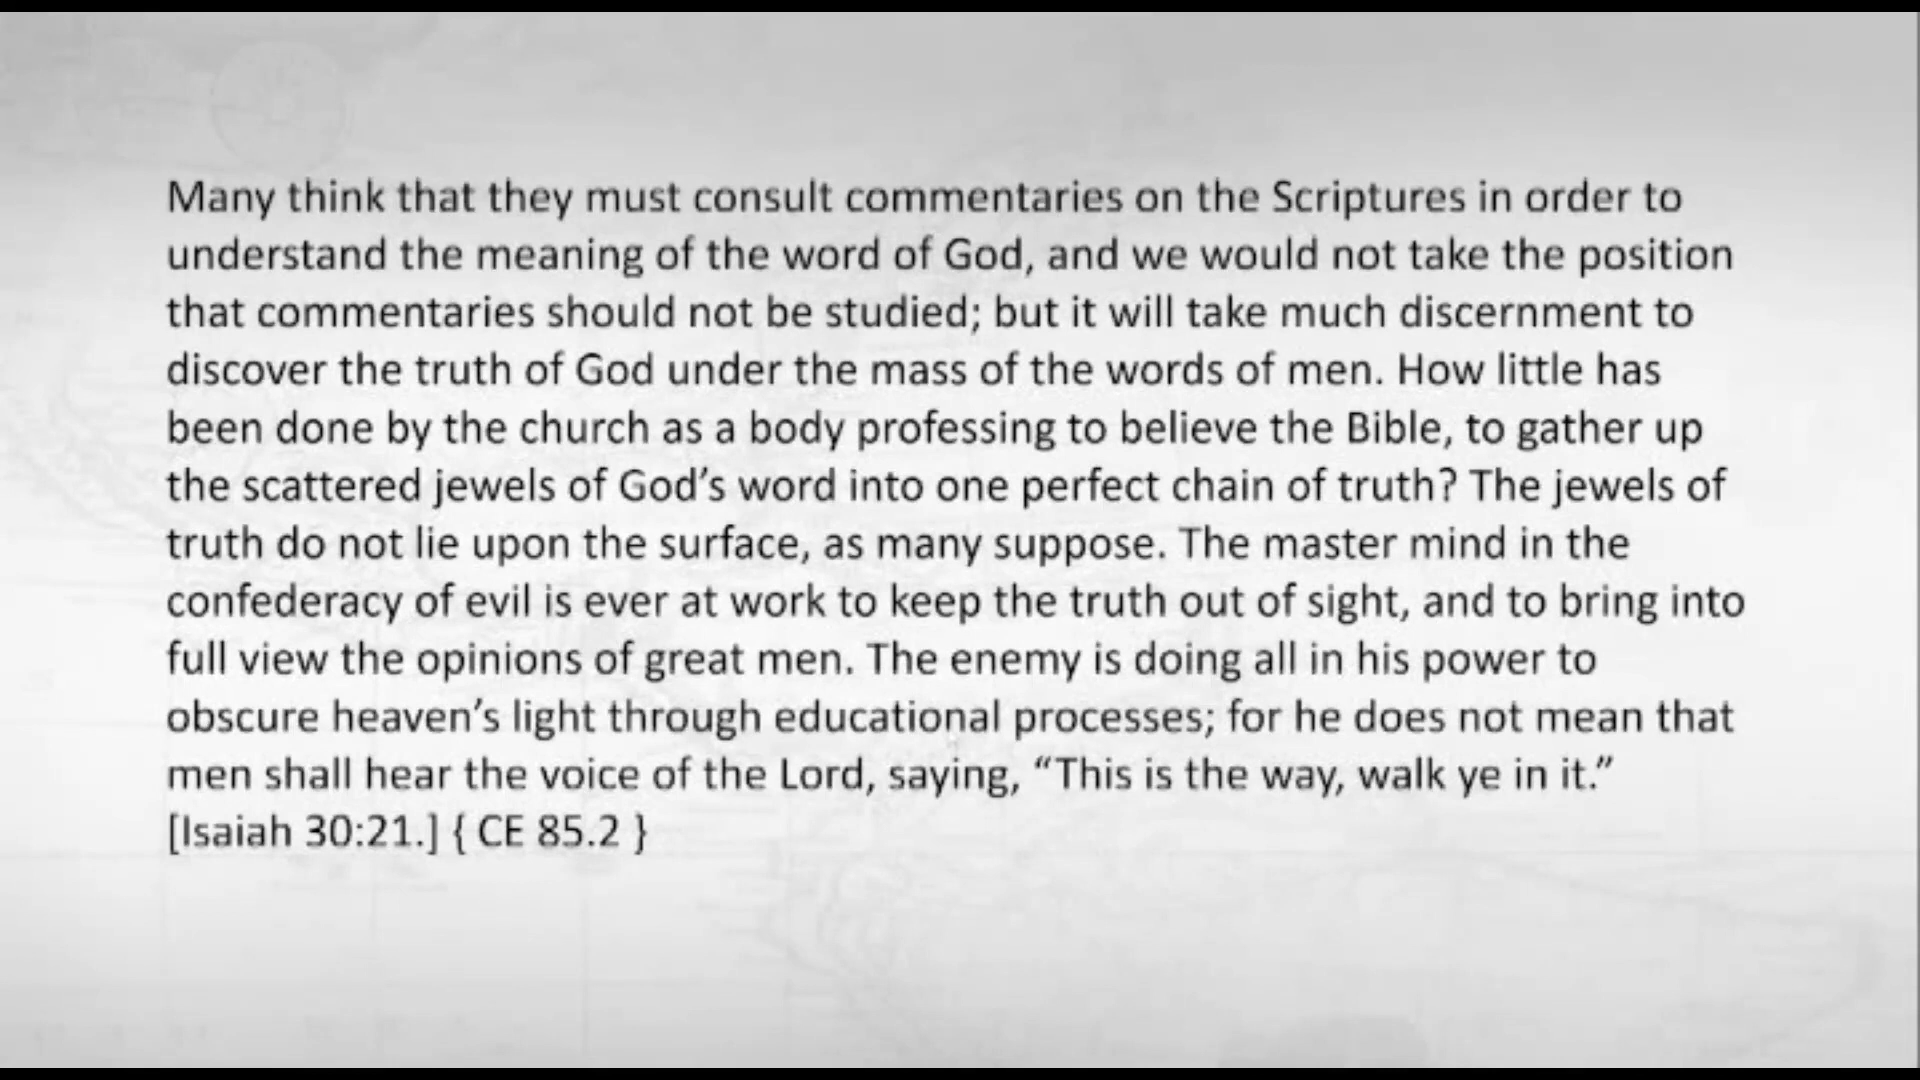 Many think that they must consult commentaries on the Scriptures in order to
understand the meaning of the word of God, and we would not take the position
that commentaries should not be studied; but it will take much discernment to
discover the truth of God under the mass of the words of men. How little has
been done by the church as a body professing to believe the Bible, to gather up
the scattered jewels of God’s word into one perfect chain of truth? The jewels of
truth do not lie upon the surface, as many suppose. The master mind in the
confederacy of evil is ever at work to keep the truth out of sight, and to bring into
full view the opinions of great men. The enemy is doing all in his power to
obscure heaven’s light through educational processes; for he does not mean that
men shall hear the voice of the Lord, saying, “This is the way, walk ye in it.”
[Isaiah 30:21.] { CE 85.2 }